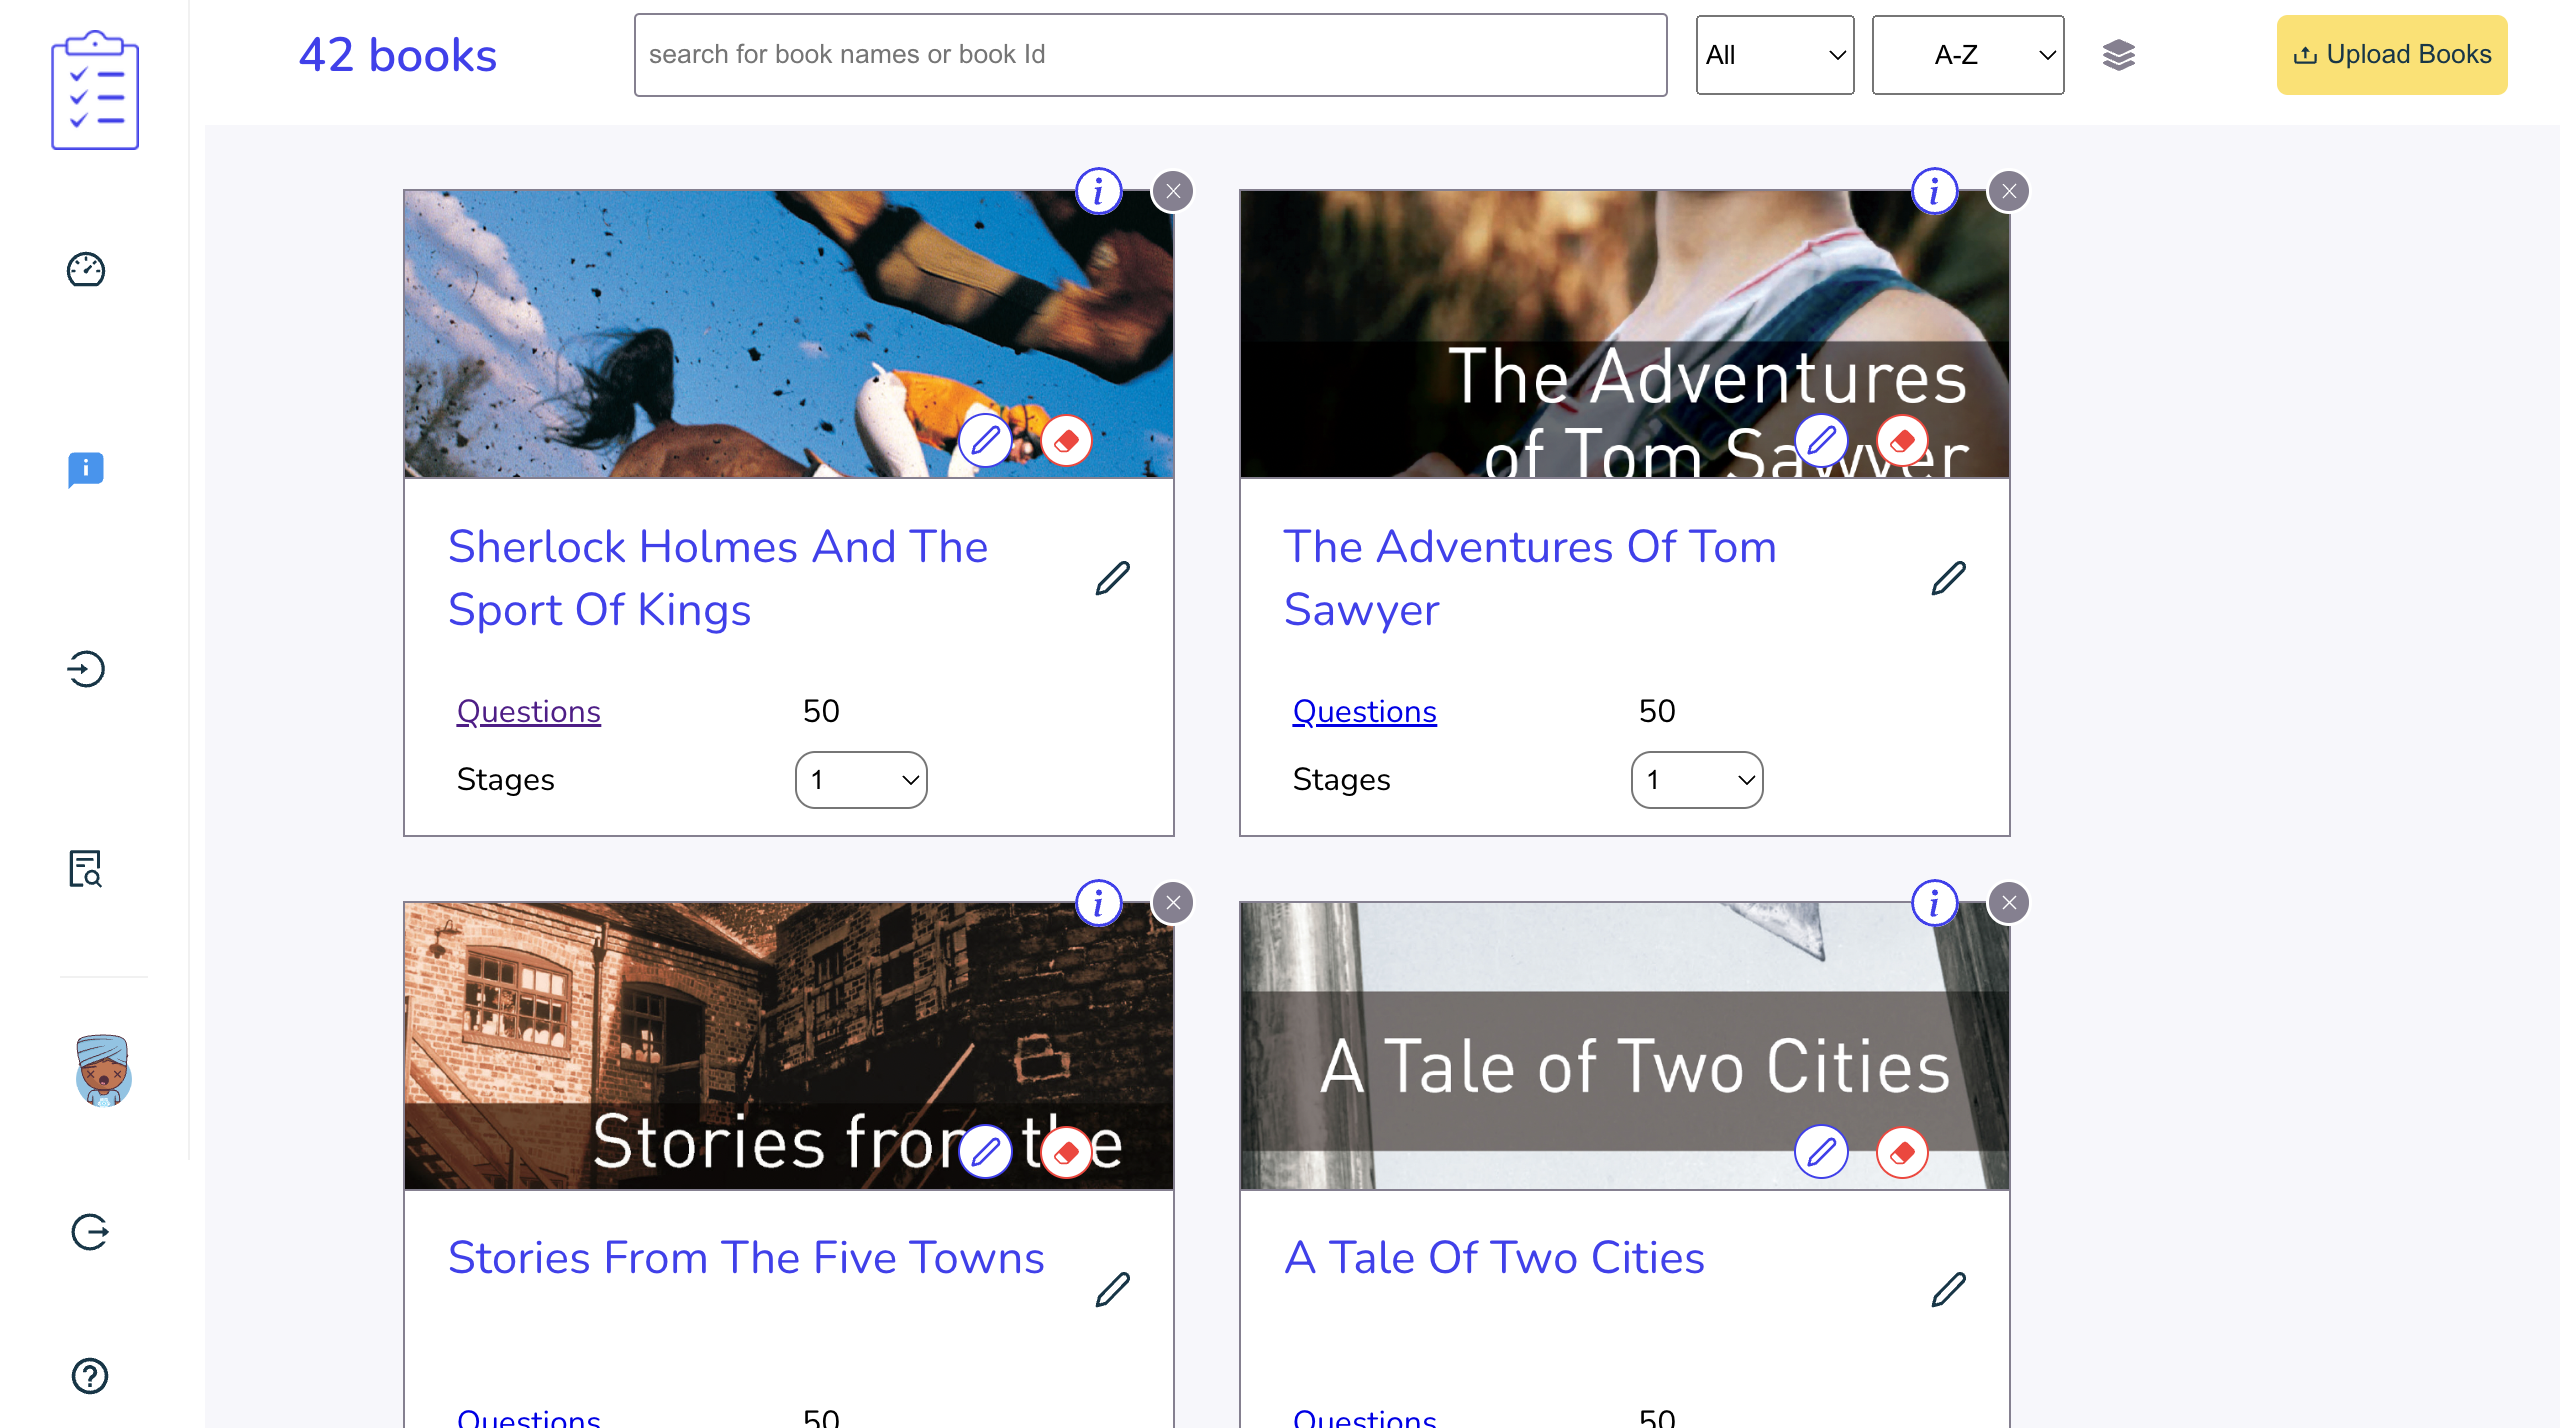 42 books
search for book names or book Id
All
A-Z
Upload Books
The Adventures
of Tom Sawyer
Sherlock Holmes And The
Sport Of Kings
The Adventures Of Tom
Sawyer
Questions 50
Stages 1
Questions 50
Stages 1
Stories from the
A Tale of Two Cities
Stories From The Five Towns
A Tale Of Two Cities
Questions 50
Questions 50